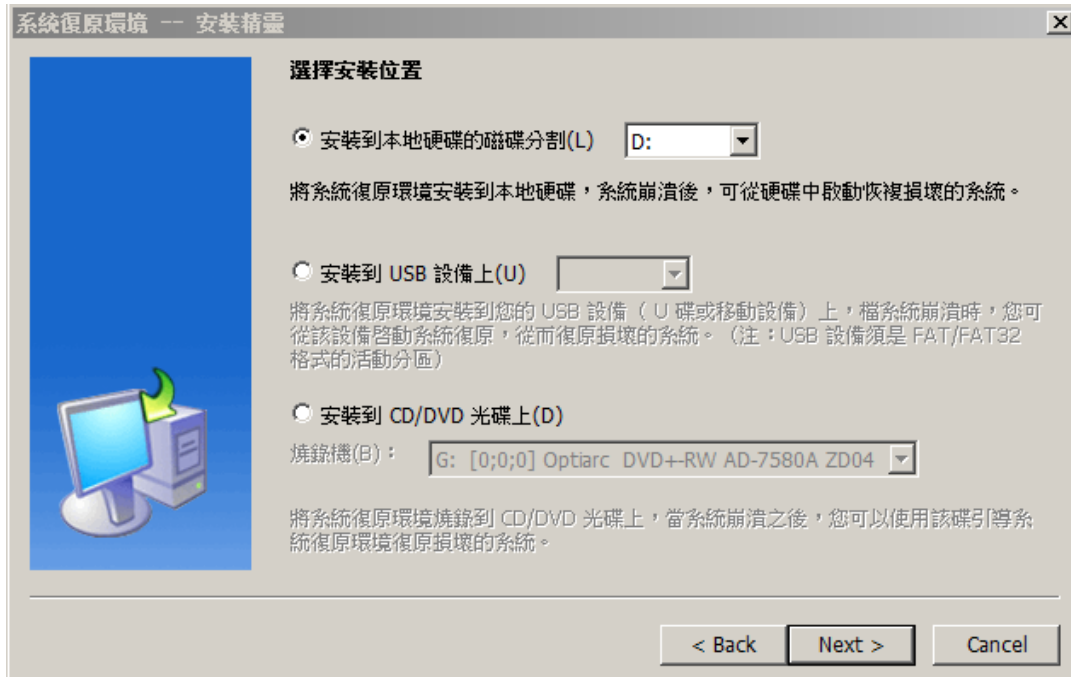 系統復原環境 -- 安裝精靈
選擇安裝位置
安裝到本地硬碟的磁碟分割(L) D:
將系統復原環境安裝到本地硬碟，系統崩潰後，可從硬碟中啟動恢複損壞的系統。
安裝到 USB 設備上(U)
將系統復原環境安裝到您的 USB 設備（ U 碟或移動設備）上，檔系統崩潰時，您可
從該設備啓動系統復原，從而復原損壞的系統。（注：USB 設備須是 FAT/FAT32
格式的活動分區）
安裝到 CD/DVD 光碟上(D)
燒錄機(B)： G: [0;0;0] Optiarc DVD+-RW AD-7580A ZD04
將系統復原環境燒錄到 CD/DVD 光碟上，當系統崩潰之後，您可以使用該碟引導系
統復原環境復原損壞的系統。
< Back Next > Cancel